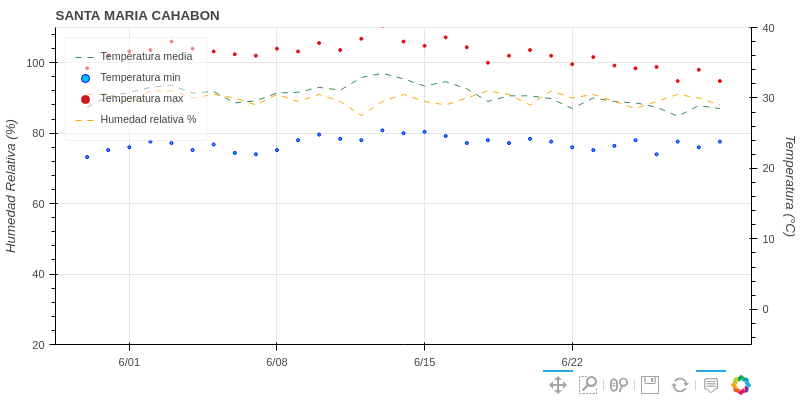 SANTA MARIA CAHABON
Temperatura media
Temperatura min
Temperatura max
Humedad relativa %
Humedad Relativa (%)
100
80
60
40
20
Temperatura (°C)
40
30
20
10
0
6/01
6/08
6/15
6/22